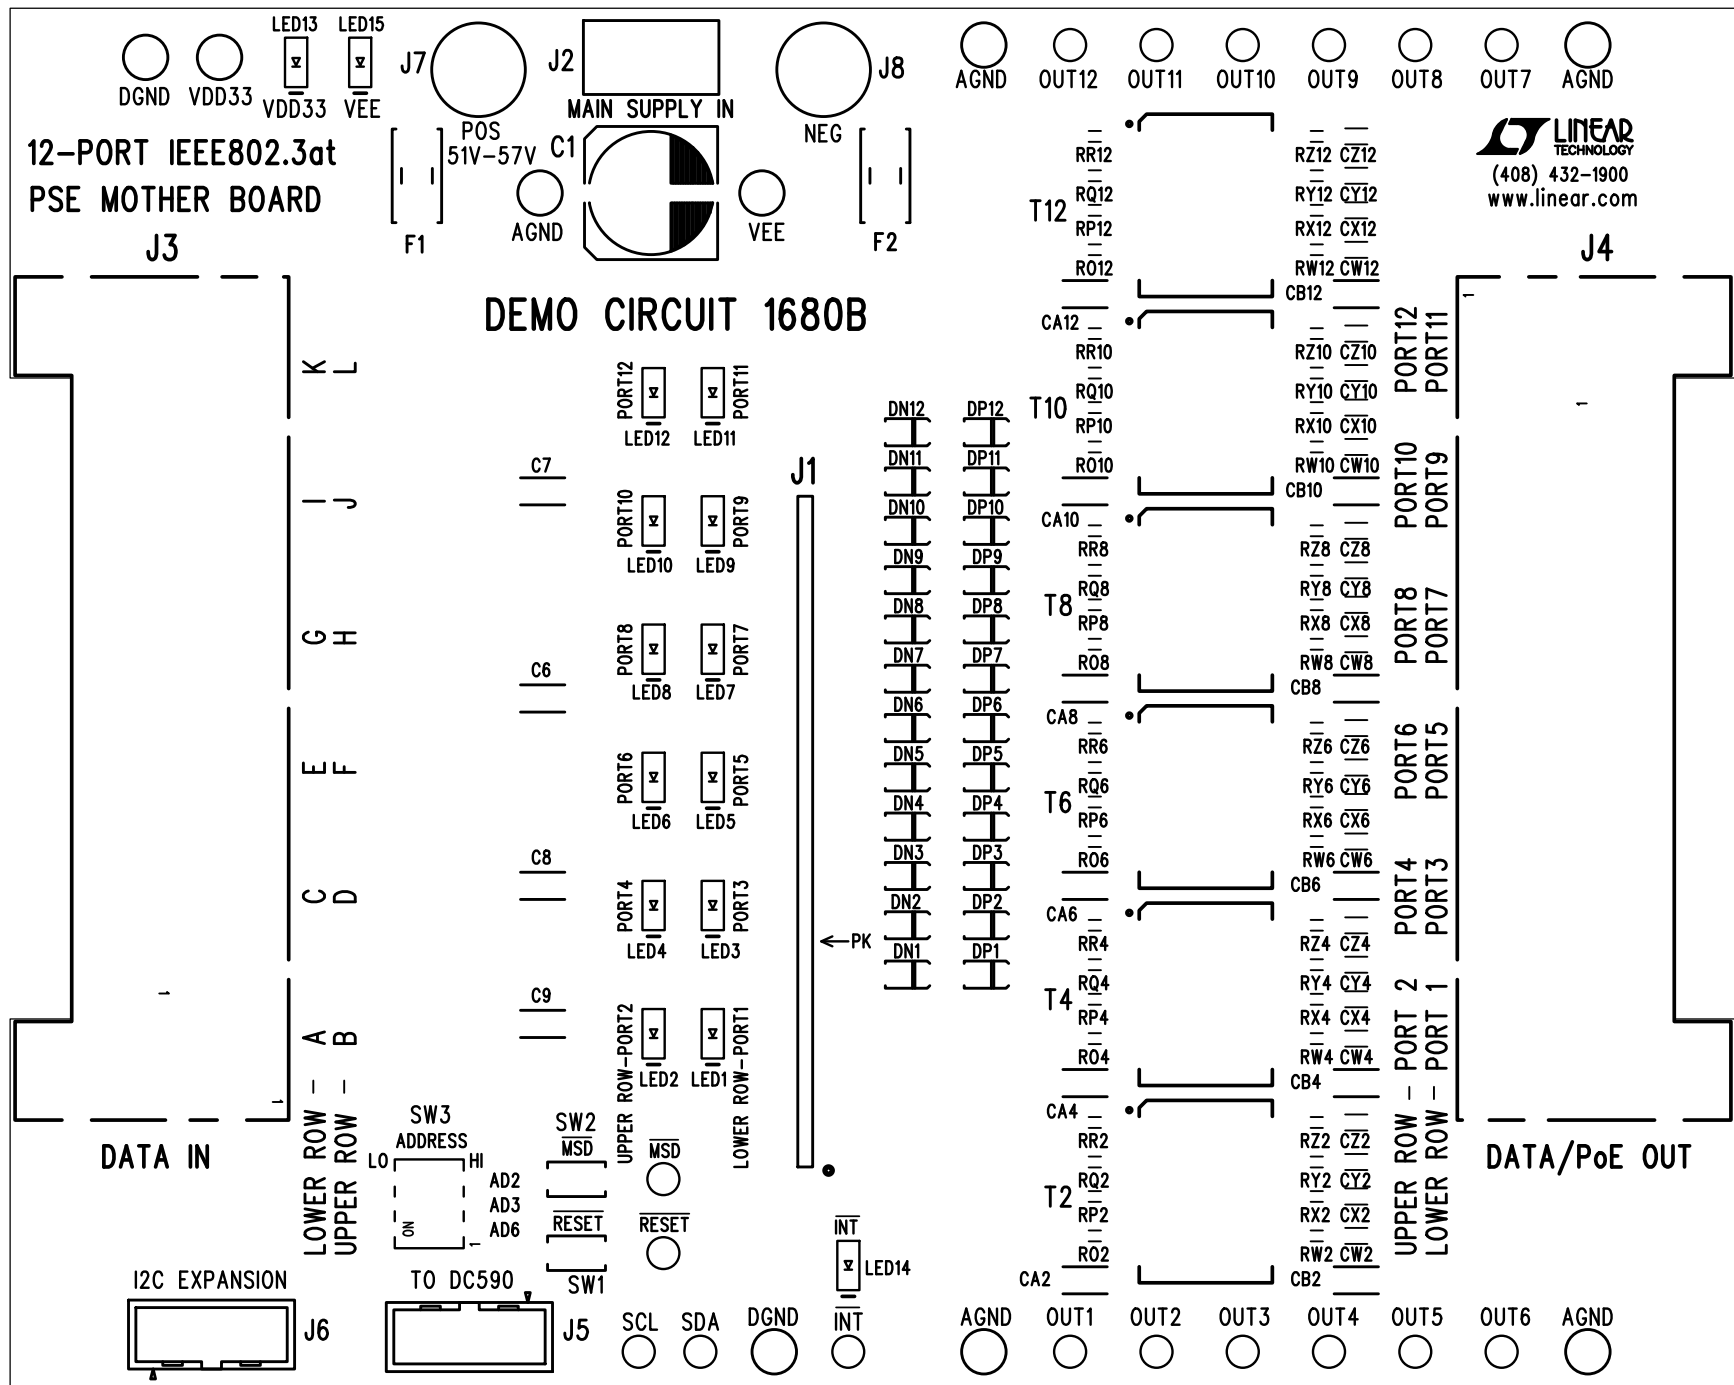 LED13 LED15
DGND VDD33 VDD33 VEE
12-PORT IEEE802.3at
PSE MOTHER BOARD
J7
POS
51V-57V
J2
MAIN SUPPLY IN
C1
J8
NEG
F1
AGND
VEE
F2
AGND OUT12 OUT11 OUT10 OUT9 OUT8 OUT7 AGND
LINEAR
TECHNOLOGY
(408) 432-1900
www.linear.com
J3
J4
DEMO CIRCUIT 1680B
T12
RR12 RZ12 CZ12
RQ12 RY12 CY12
RP12 RX12 CX12
RO12 RW12 CW12
CB12
CA12
T10
RR10 RZ10 CZ10
RQ10 RY10 CY10
RP10 RX10 CX10
RO10 RW10 CW10
CB10
CA10
T8
RR8 RZ8 CZ8
RQ8 RY8 CY8
RP8 RX8 CX8
RO8 RW8 CW8
CB8
CA8
T6
RR6 RZ6 CZ6
RQ6 RY6 CY6
RP6 RX6 CX6
RO6 RW6 CW6
CB6
CA6
T4
RR4 RZ4 CZ4
RQ4 RY4 CY4
RP4 RX4 CX4
RO4 RW4 CW4
CB4
CA4
T2
RR2 RZ2 CZ2
RQ2 RY2 CY2
RP2 RX2 CX2
RO2 RW2 CW2
CA2 CB2
K
L
I
J
G
H
E
F
C
D
LOWER ROW - A
UPPER ROW - B
1
1
DATA IN
C7
C6
C8
C9
PORT12 PORT11
LED12 LED11
PORT10 PORT9
LED10 LED9
PORT8 PORT7
LED8 LED7
PORT6 PORT5
LED6 LED5
PORT4 PORT3
LED4 LED3
UPPER ROW-PORT2 LOWER ROW-PORT1
LED2 LED1
J1
PK
DN12 DP12
DN11 DP11
DN10 DP10
DN9 DP9
DN8 DP8
DN7 DP7
DN6 DP6
DN5 DP5
DN4 DP4
DN3 DP3
DN2 DP2
DN1 DP1
1
1
PORT12
PORT11
PORT10
PORT9
PORT8
PORT7
PORT6
PORT5
PORT4
PORT3
UPPER ROW - PORT 2
LOWER ROW - PORT 1
DATA/PoE OUT
SW3
ADDRESS
LO HI
AD2
AD3
AD6
NO
1
SW2
MSD
MSD
RESET
RESET
SW1
INT
LED14
I2C EXPANSION
J6
TO DC590
J5
SCL SDA DGND INT
AGND OUT1 OUT2 OUT3 OUT4 OUT5 OUT6 AGND